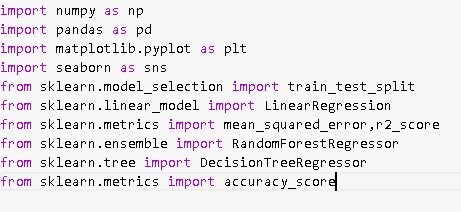 import numpy as np
import pandas as pd
import matplotlib.pyplot as plt
import seaborn as sns
from sklearn.model_selection import train_test_split
from sklearn.linear_model import LinearRegression
from sklearn.metrics import mean_squared_error,r2_score
from sklearn.ensemble import RandomForestRegressor
from sklearn.tree import DecisionTreeRegressor
from sklearn.metrics import accuracy_score